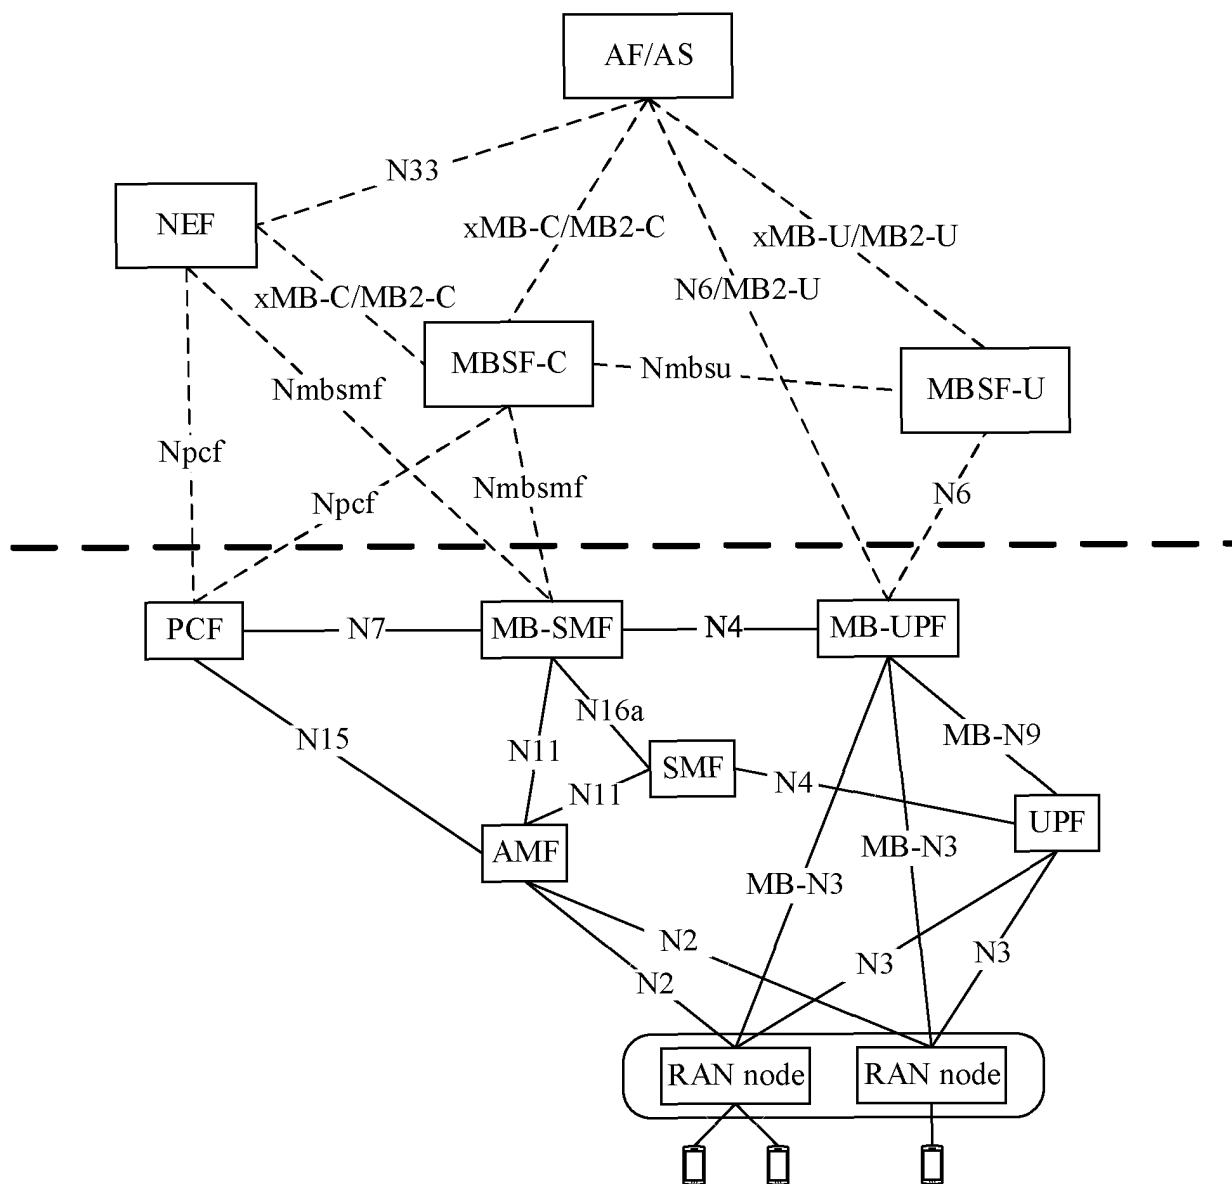 AF/AS
N33
NEF
xMB-C/MB2-C
xMB-U/MB2-U
xMB-C/MB2-C
N6/MB2-U
MBSF-C
Nmbsu
MBSF-U
Nmbsmf
Npcf
Npcf
Nmbsmf
N6
PCF
N7
MB-SMF
N4
MB-UPF
N16a
N15
N11
MB-N9
SMF
N11
N4
UPF
AMF
MB-N3
MB-N3
N2
N2
N3
N3
RAN node
RAN node